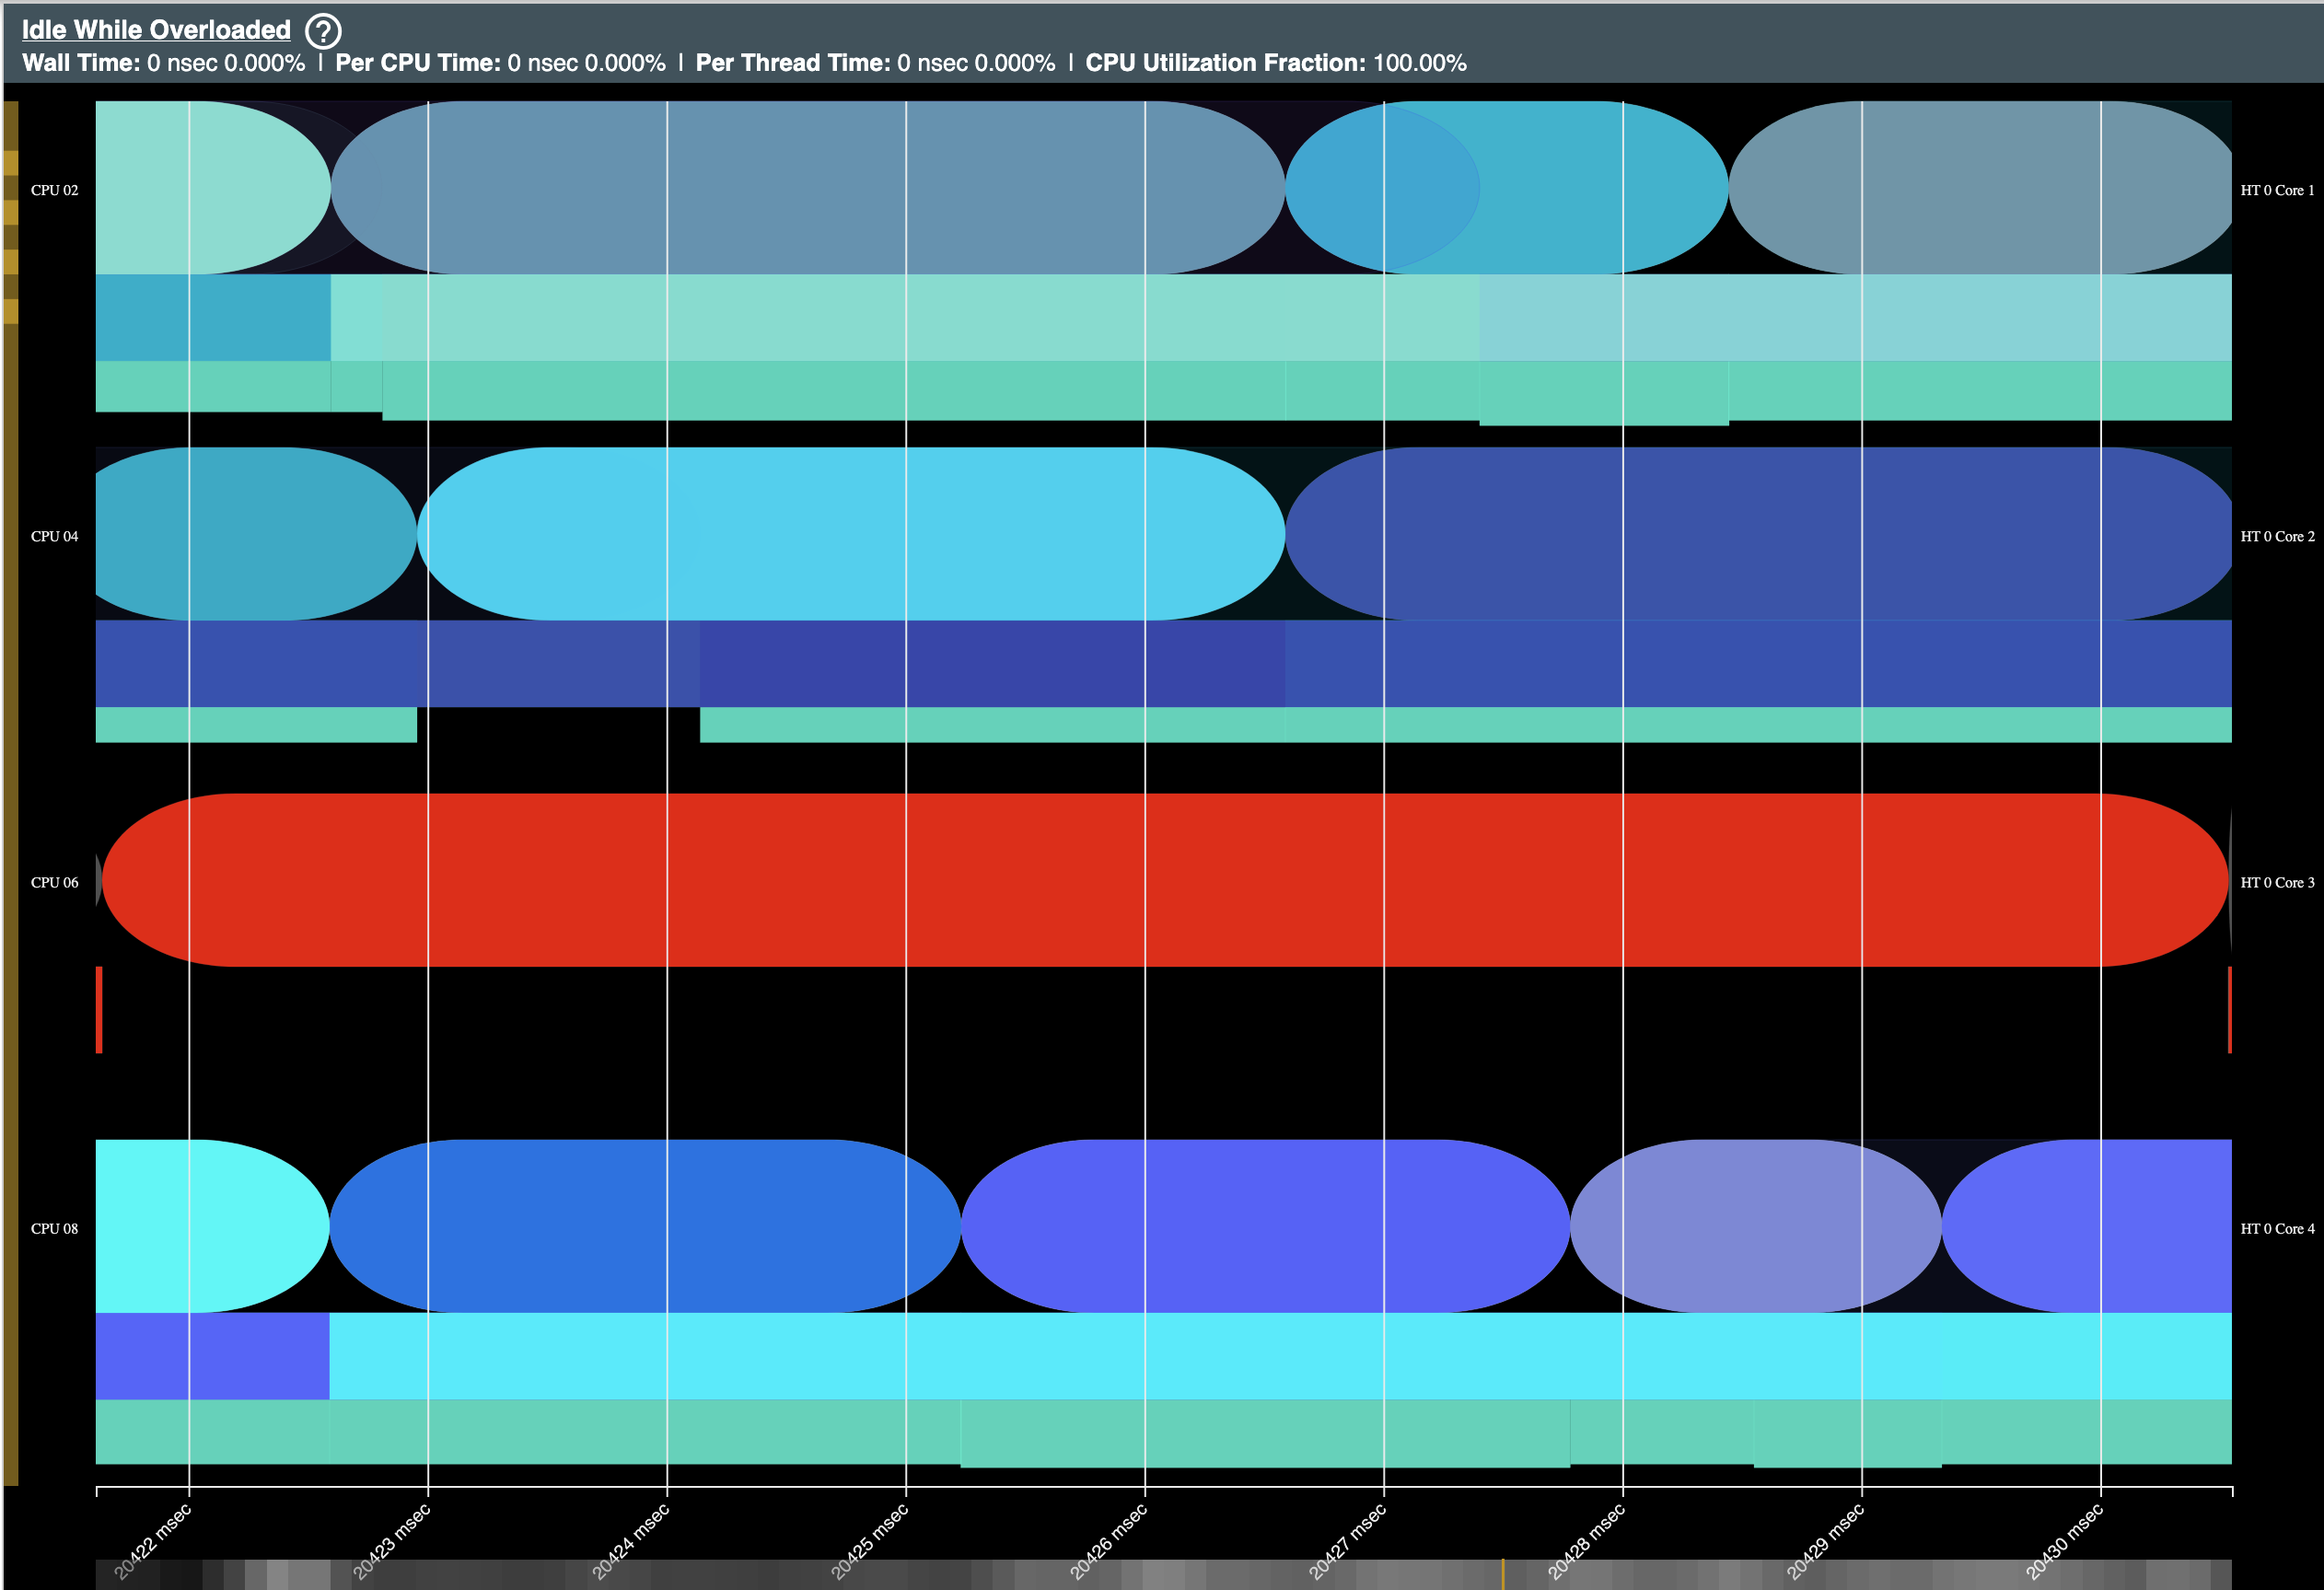 Idle While Overloaded ?
Wall Time: 0 nsec 0.000% | Per CPU Time: 0 nsec 0.000% | Per Thread Time: 0 nsec 0.000% | CPU Utilization Fraction: 100.00%
CPU 02
HT 0 Core 1
CPU 04
HT 0 Core 2
CPU 06
HT 0 Core 3
CPU 08
HT 0 Core 4
20422 msec
20423 msec
20424 msec
20425 msec
20426 msec
20427 msec
20428 msec
20429 msec
20430 msec